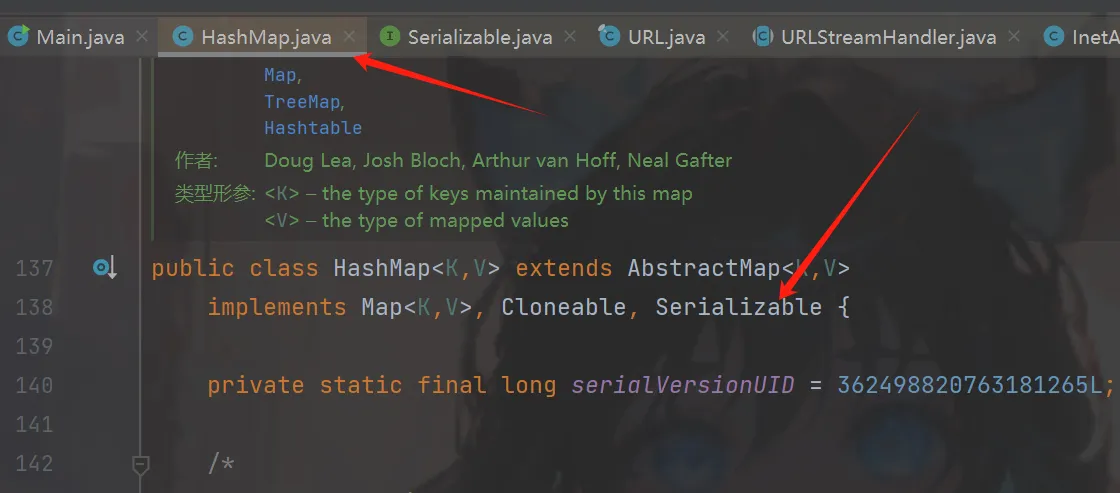 Main.java HashMap.java Serializable.java URL.java URLStreamHandler.java InetA
Map,
TreeMap,
Hashtable
作者: Doug Lea, Josh Bloch, Arthur van Hoff, Neal Gafter
类型形参: <K> – the type of keys maintained by this map
<V> – the type of mapped values
137 public class HashMap<K,V> extends AbstractMap<K,V>
138 implements Map<K,V>, Cloneable, Serializable {
139
140 private static final long serialVersionUID = 362498820763181265L;
141
142 /*